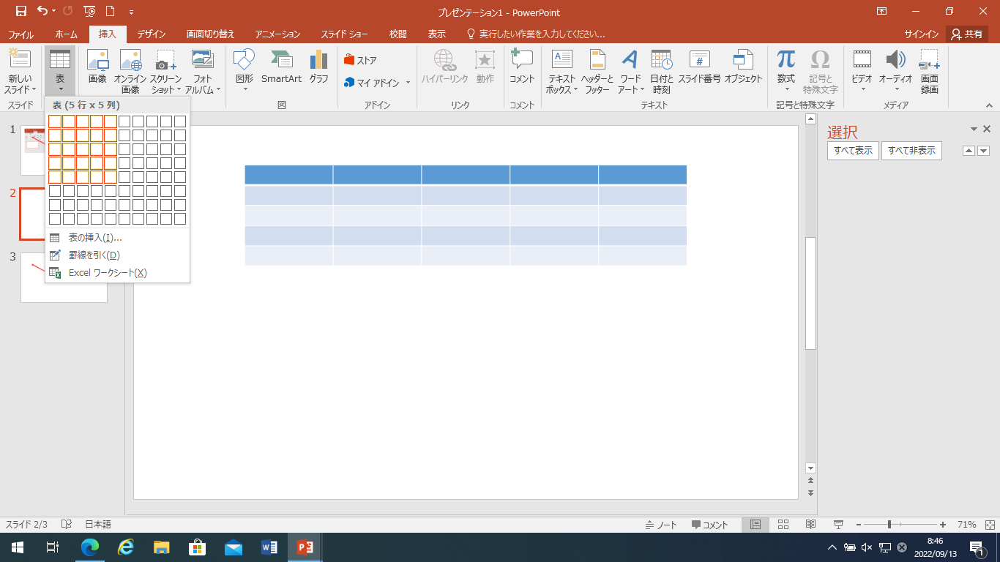 プレゼンテーション1 - PowerPoint
ファイル ホーム 挿入 デザイン 画面切り替え アニメーション スライド ショー 校閲 表示 実行したい作業を入力してください... サインイン 共有
新しい スライド
表
画像
オンライン 画像
スクリーン ショット
フォト アルバム
図形
SmartArt
グラフ
ストア
マイ アドイン
ハイパーリンク
動作
コメント
テキスト ボックス
ヘッダーと フッター
ワード アート
日付と 時刻
スライド番号
オブジェクト
数式
記号と 特殊文字
ビデオ
オーディオ
画面 録画
スライド 図 アドイン リンク コメント テキスト 記号と特殊文字 メディア
表 (5 行 x 5 列)
表の挿入(I)...
罫線を引く(D)
Excel ワークシート(X)
1
2
3
選択
すべて表示 すべて非表示
スライド 2/3 日本語 ノート コメント 71%
8:46
2022/09/13
1